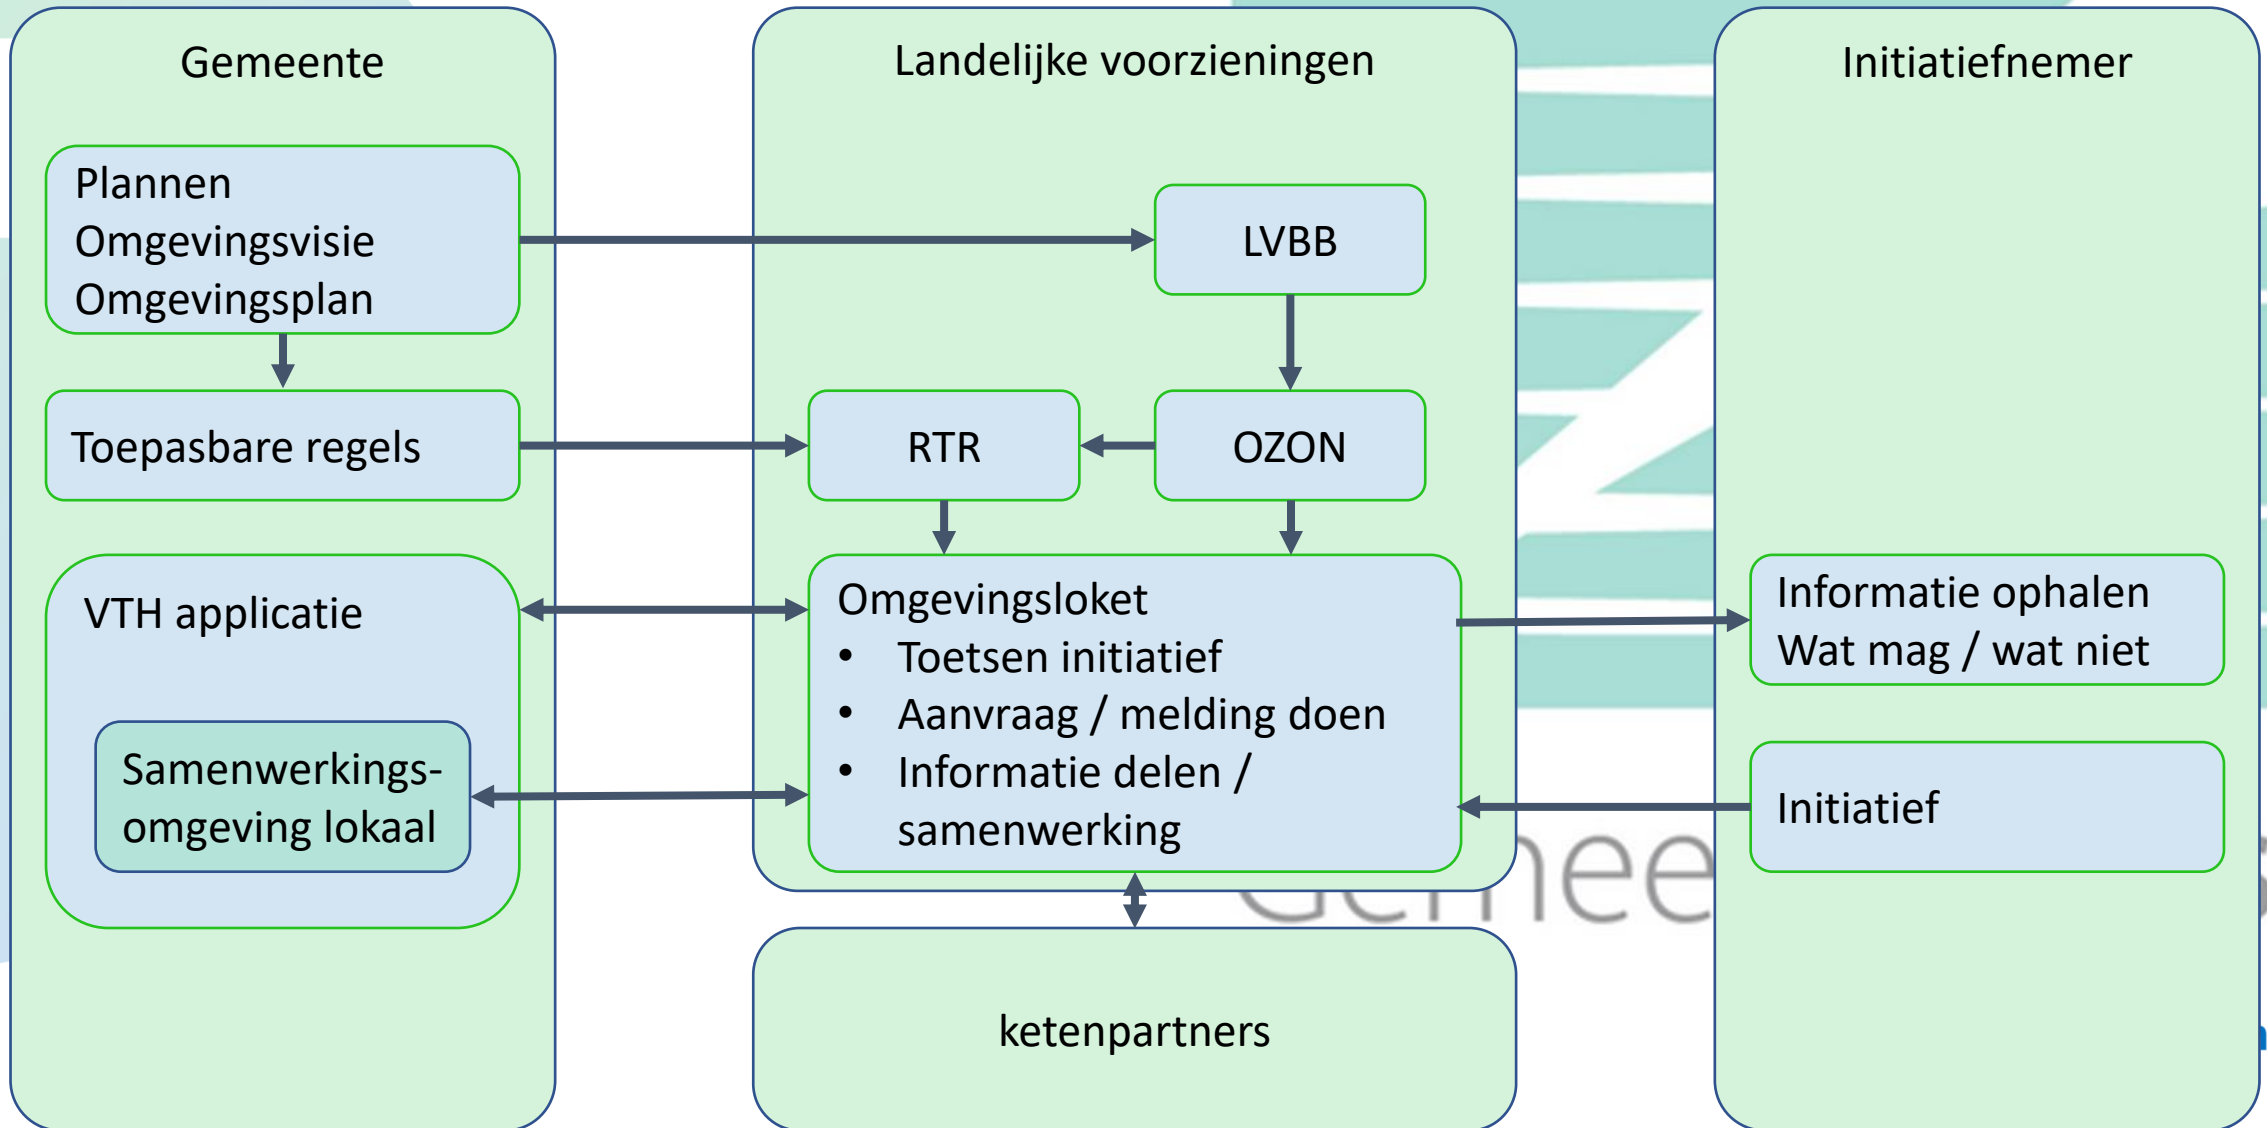 Gemeente
Plannen
Omgevingsvisie
Omgevingsplan
Toepasbare regels
VTH applicatie
Samenwerkings-
omgeving lokaal
Landelijke voorzieningen
LVBB
RTR
OZON
Omgevingsloket
• Toetsen initiatief
• Aanvraag / melding doen
• Informatie delen /
samenwerking
ketenpartners
Initiatiefnemer
Informatie ophalen
Wat mag / wat niet
Initiatief